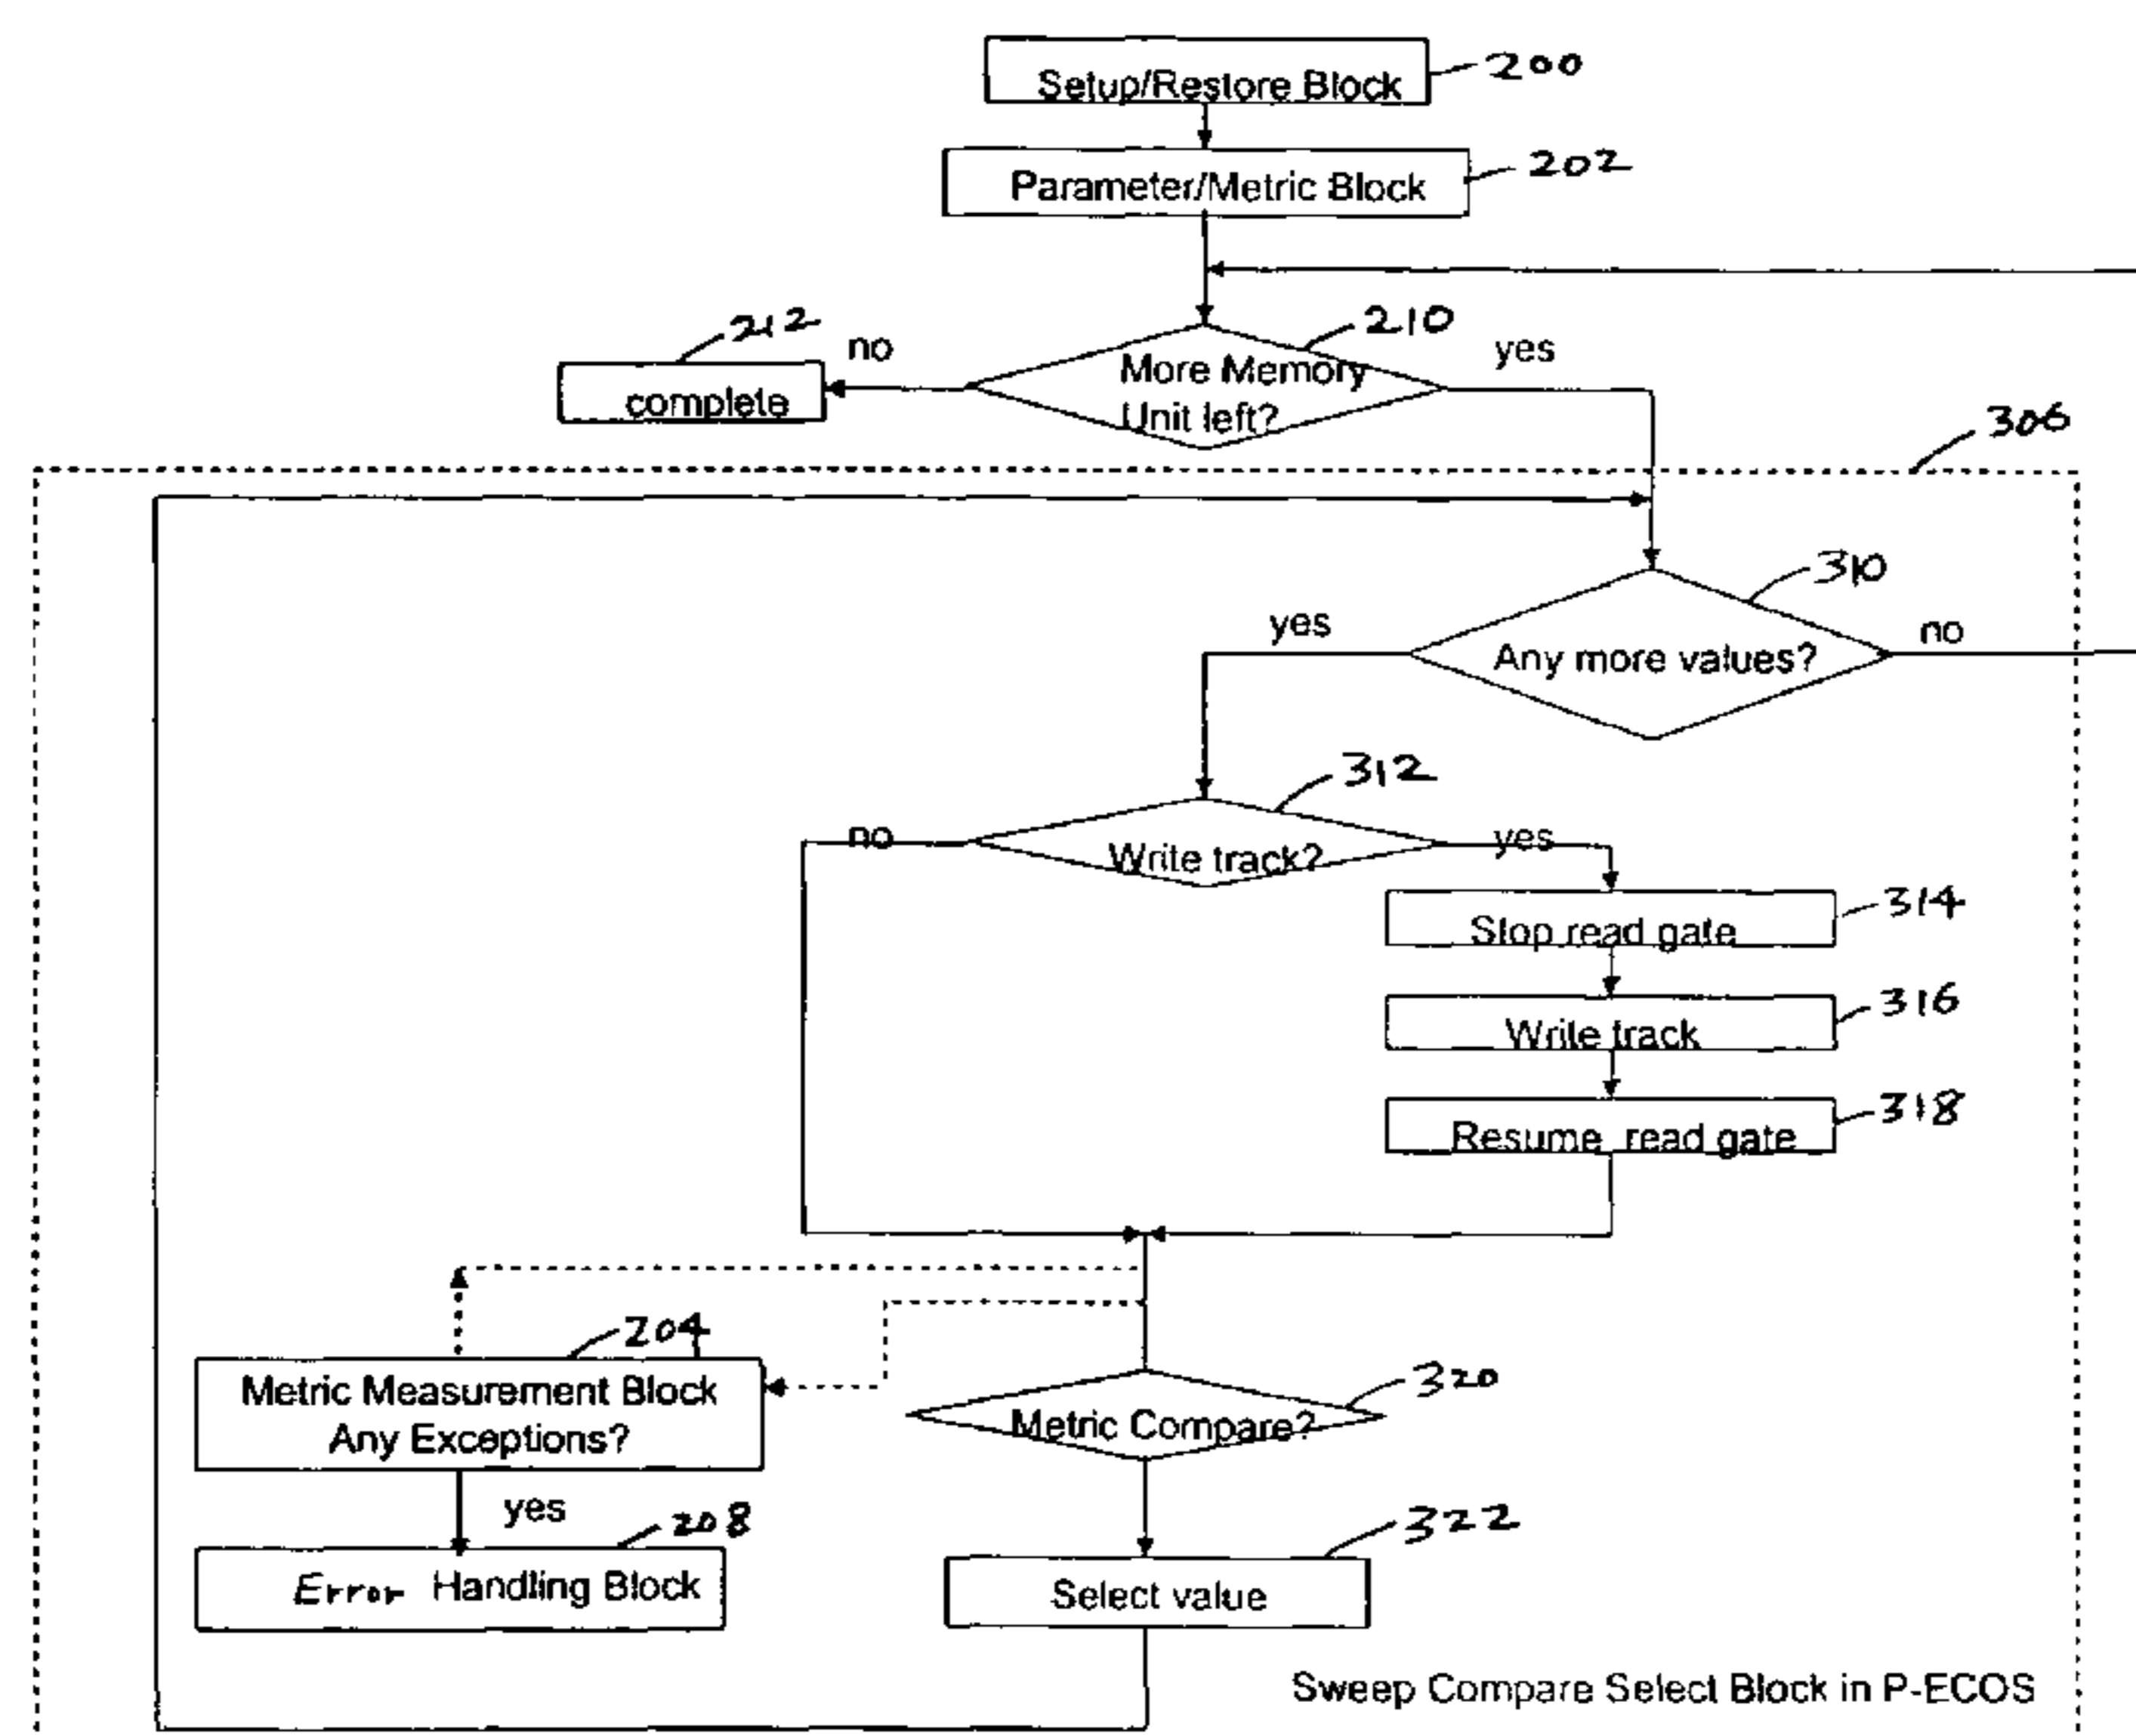 Setup/Restore Block
200
Parameter/Metric Block
202
212
no
210
yes
complete
More Memory
Unit left?
306
310
yes
no
Any more values?
312
no
yes
Write track?
314
Stop read gate
316
Write track
318
Resume read gate
204
Metric Measurement Block
Any Exceptions?
320
Metric Compare?
yes
208
322
Error Handling Block
Select value
Sweep Compare Select Block in P-ECOS